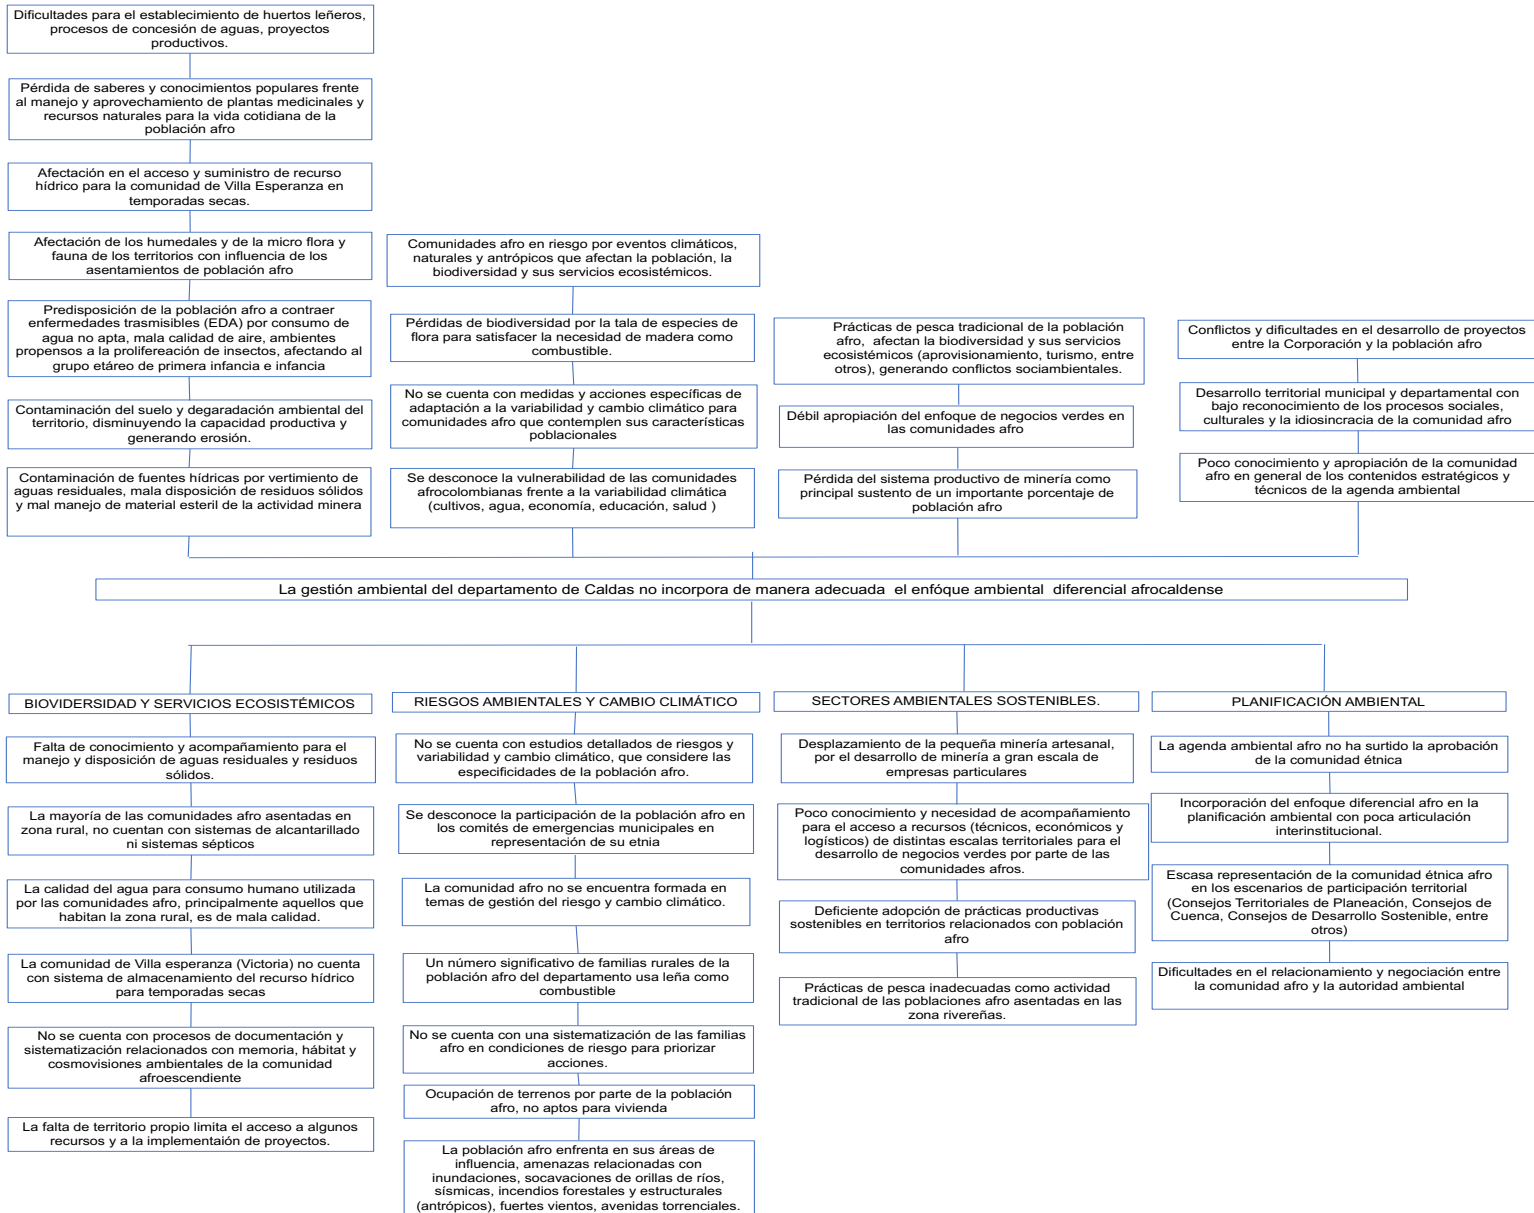 Dificultades para el establecimiento de huertos leñeros,
procesos de concesión de aguas, proyectos
productivos.
Pérdida de saberes y conocimientos populares frente
al manejo y aprovechamiento de plantas medicinales y
recursos naturales para la vida cotidiana de la
población afro
Afectación en el acceso y suministro de recurso
hídrico para la comunidad de Villa Esperanza en
temporadas secas.
Afectación de los humedales y de la micro flora y
fauna de los territorios con influencia de los
asentamientos de población afro
Predisposición de la población afro a contraer
enfermedades trasmisibles (EDA) por consumo de
agua no apta, mala calidad de aire, ambientes
propensos a la prolifereación de insectos, afectando al
grupo etáreo de primera infancia e infancia
Contaminación del suelo y degaradación ambiental del
territorio, disminuyendo la capacidad productiva y
generando erosión.
Contaminación de fuentes hídricas por vertimiento de
aguas residuales, mala disposición de residuos sólidos
y mal manejo de material esteril de la actividad minera
Comunidades afro en riesgo por eventos climáticos,
naturales y antrópicos que afectan la población, la
biodiversidad y sus servicios ecosistémicos.
Pérdidas de biodiversidad por la tala de especies de
flora para satisfacer la necesidad de madera como
combustible.
No se cuenta con medidas y acciones específicas de
adaptación a la variabilidad y cambio climático para
comunidades afro que contemplen sus características
poblacionales
Se desconoce la vulnerabilidad de las comunidades
afrocolombianas frente a la variabilidad climática
(cultivos, agua, economía, educación, salud )
Prácticas de pesca tradicional de la población
afro, afectan la biodiversidad y sus servicios
ecosistémicos (aprovisionamiento, turismo, entre
otros), generando conflictos sociambientales.
Débil apropiación del enfoque de negocios verdes en
las comunidades afro
Pérdida del sistema productivo de minería como
principal sustento de un importante porcentaje de
población afro
Conflictos y dificultades en el desarrollo de proyectos
entre la Corporación y la población afro
Desarrollo territorial municipal y departamental con
bajo reconocimiento de los procesos sociales,
culturales y la idiosincracia de la comunidad afro
Poco conocimiento y apropiación de la comunidad
afro en general de los contenidos estratégicos y
técnicos de la agenda ambiental
La gestión ambiental del departamento de Caldas no incorpora de manera adecuada el enfóque ambiental diferencial afrocaldense
BIOVIDERSIDAD Y SERVICIOS ECOSISTÉMICOS
Falta de conocimiento y acompañamiento para el
manejo y disposición de aguas residuales y residuos
sólidos.
La mayoría de las comunidades afro asentadas en
zona rural, no cuentan con sistemas de alcantarillado
ni sistemas sépticos
La calidad del agua para consumo humano utilizada
por las comunidades afro, principalmente aquellos que
habitan la zona rural, es de mala calidad.
La comunidad de Villa esperanza (Victoria) no cuenta
con sistema de almacenamiento del recurso hídrico
para temporadas secas
No se cuenta con procesos de documentación y
sistematización relacionados con memoria, hábitat y
cosmovisiones ambientales de la comunidad
afroescendiente
La falta de territorio propio limita el acceso a algunos
recursos y a la implementaión de proyectos.
RIESGOS AMBIENTALES Y CAMBIO CLIMÁTICO
No se cuenta con estudios detallados de riesgos y
variabilidad y cambio climático, que considere las
especificidades de la población afro.
Se desconoce la participación de la población afro en
los comités de emergencias municipales en
representación de su etnia
La comunidad afro no se encuentra formada en
temas de gestión del riesgo y cambio climático.
Un número significativo de familias rurales de la
población afro del departamento usa leña como
combustible
No se cuenta con una sistematización de las familias
afro en condiciones de riesgo para priorizar
acciones.
Ocupación de terrenos por parte de la población
afro, no aptos para vivienda
La población afro enfrenta en sus áreas de
influencia, amenazas relacionadas con
inundaciones, socavaciones de orillas de ríos,
sísmicas, incendios forestales y estructurales
(antrópicos), fuertes vientos, avenidas torrenciales.
SECTORES AMBIENTALES SOSTENIBLES.
Desplazamiento de la pequeña minería artesanal,
por el desarrollo de minería a gran escala de
empresas particulares
Poco conocimiento y necesidad de acompañamiento
para el acceso a recursos (técnicos, económicos y
logísticos) de distintas escalas territoriales para el
desarrollo de negocios verdes por parte de las
comunidades afros.
Deficiente adopción de prácticas productivas
sostenibles en territorios relacionados con población
afro
Prácticas de pesca inadecuadas como actividad
tradicional de las poblaciones afro asentadas en las
zona rivereñas.
PLANIFICACIÓN AMBIENTAL
La agenda ambiental afro no ha surtido la aprobación
de la comunidad étnica
Incorporación del enfoque diferencial afro en la
planificación ambiental con poca articulación
interinstitucional.
Escasa representación de la comunidad étnica afro
en los escenarios de participación territorial
(Consejos Territoriales de Planeación, Consejos de
Cuenca, Consejos de Desarrollo Sostenible, entre
otros)
Dificultades en el relacionamiento y negociación entre
la comunidad afro y la autoridad ambiental